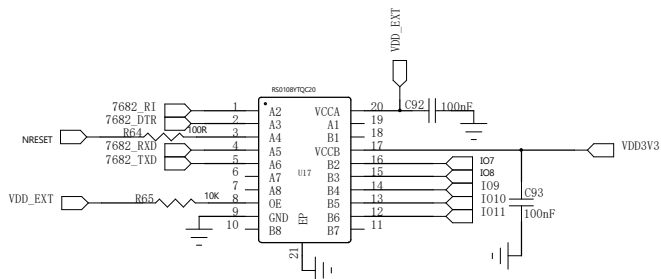 VDD_EXT
RS0108YTQC20
C92
100nF
7682_RI 1 A2 VCCA 20
7682_DTR 2 A3 A1 19
NRESET R64 100R 3 A4 B1 18
7682_RXD 4 A5 VCCB 17 VDD3V3
7682_TXD 5 A6 B2 16 IO7
6 A7 U17 B3 15 IO8
7 A8 B4 14 IO9
VDD_EXT R65 10K 8 OE B5 13 IO10
9 GND EP B6 12 IO11
10 B8 B7 11
C93
100nF
21